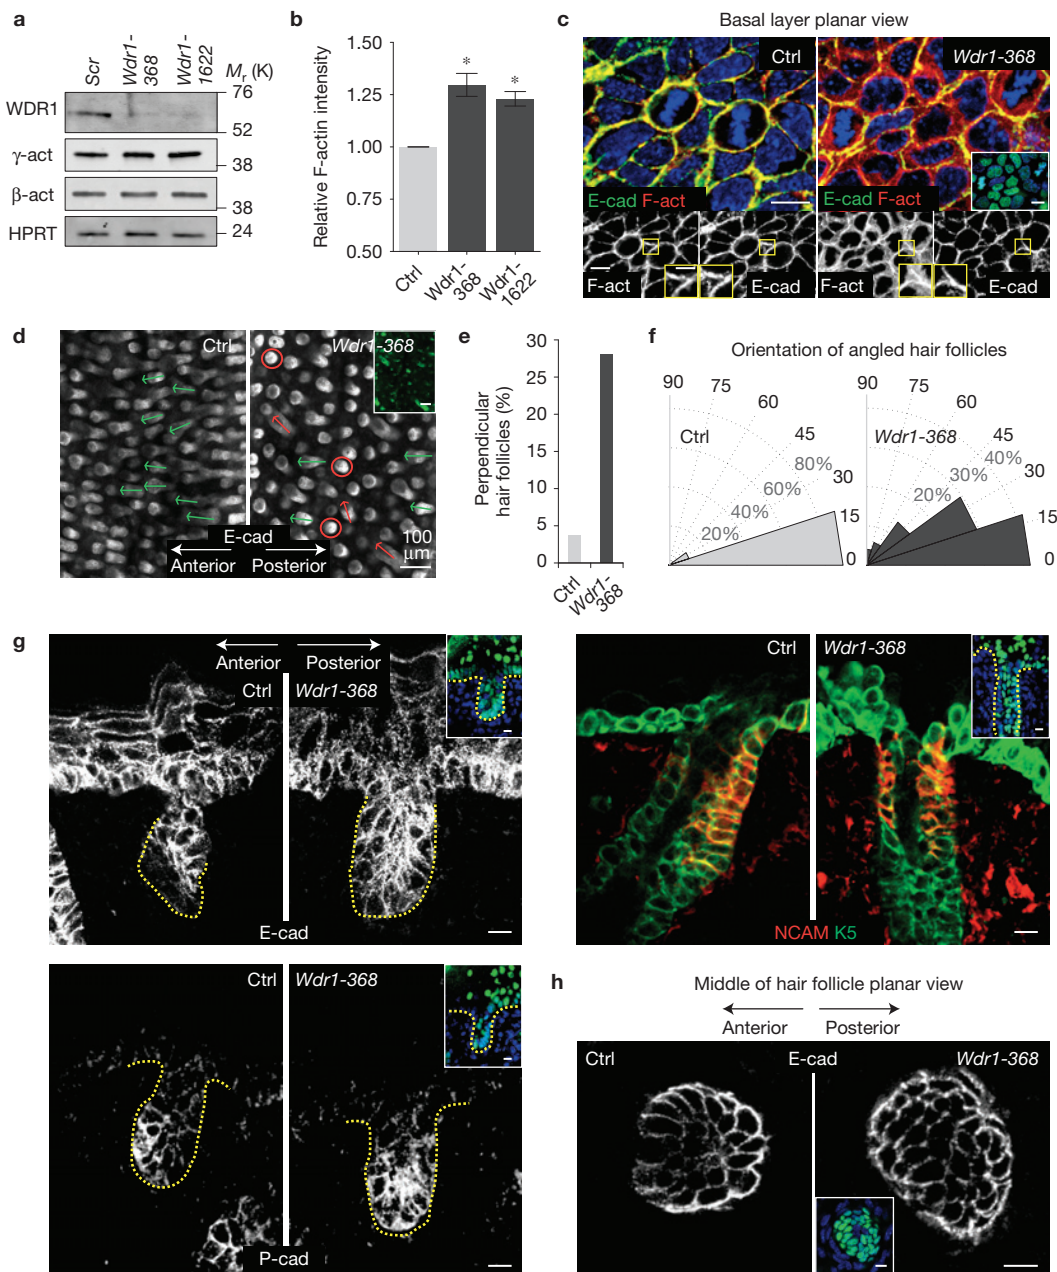 a
Scr
Wdr1-
368
Wdr1-
1622
Mr (K)
WDR1
76
52
γ-act
38
β-act
38
HPRT
24
b
Relative F-actin intensity
1.50
1.25
1.00
0.75
0.50
* *
Ctrl
Wdr1-
368
Wdr1-
1622
c
Basal layer planar view
Ctrl
Wdr1-368
E-cad F-act
E-cad F-act
F-act
E-cad
F-act
E-cad
d
Ctrl
Wdr1-368
E-cad
Anterior
Posterior
100
μm
e
Perpendicular
hair follicles (%)
30
25
20
15
10
5
0
Ctrl
Wdr1-
368
f
Orientation of angled hair follicles
90
75
60
45
30
15
0
Ctrl
20%
40%
60%
80%
90
75
60
45
30
15
0
Wdr1-368
20%
30%
40%
g
Anterior
Posterior
Ctrl
Wdr1-368
E-cad
Ctrl
Wdr1-368
NCAM K5
Ctrl
Wdr1-368
P-cad
h
Middle of hair follicle planar view
Anterior
Posterior
Ctrl
E-cad
Wdr1-368